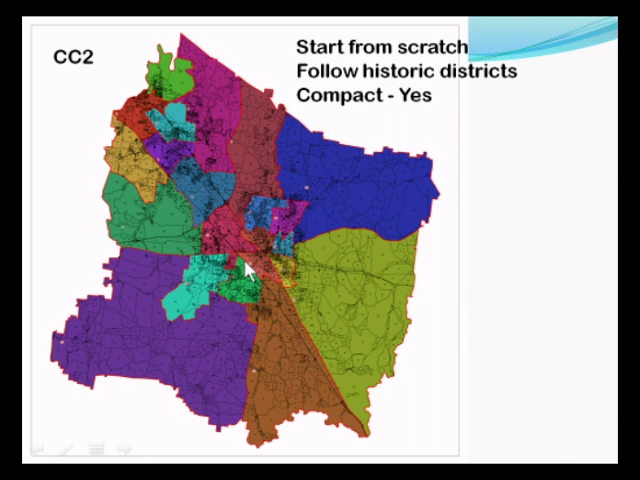 CC2
Start from scratch
Follow historic districts
Compact - Yes